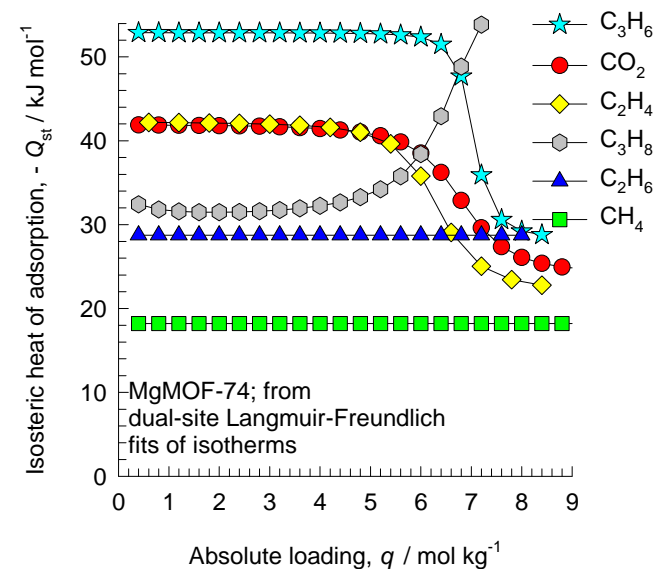 Isosteric heat of adsorption, - Q_st / kJ mol^-1
50
40
30
20
10
0
MgMOF-74; from
dual-site Langmuir-Freundlich
fits of isotherms
0 1 2 3 4 5 6 7 8 9
Absolute loading, q / mol kg^-1
C₃H₆
CO₂
C₂H₄
C₃H₈
C₂H₆
CH₄